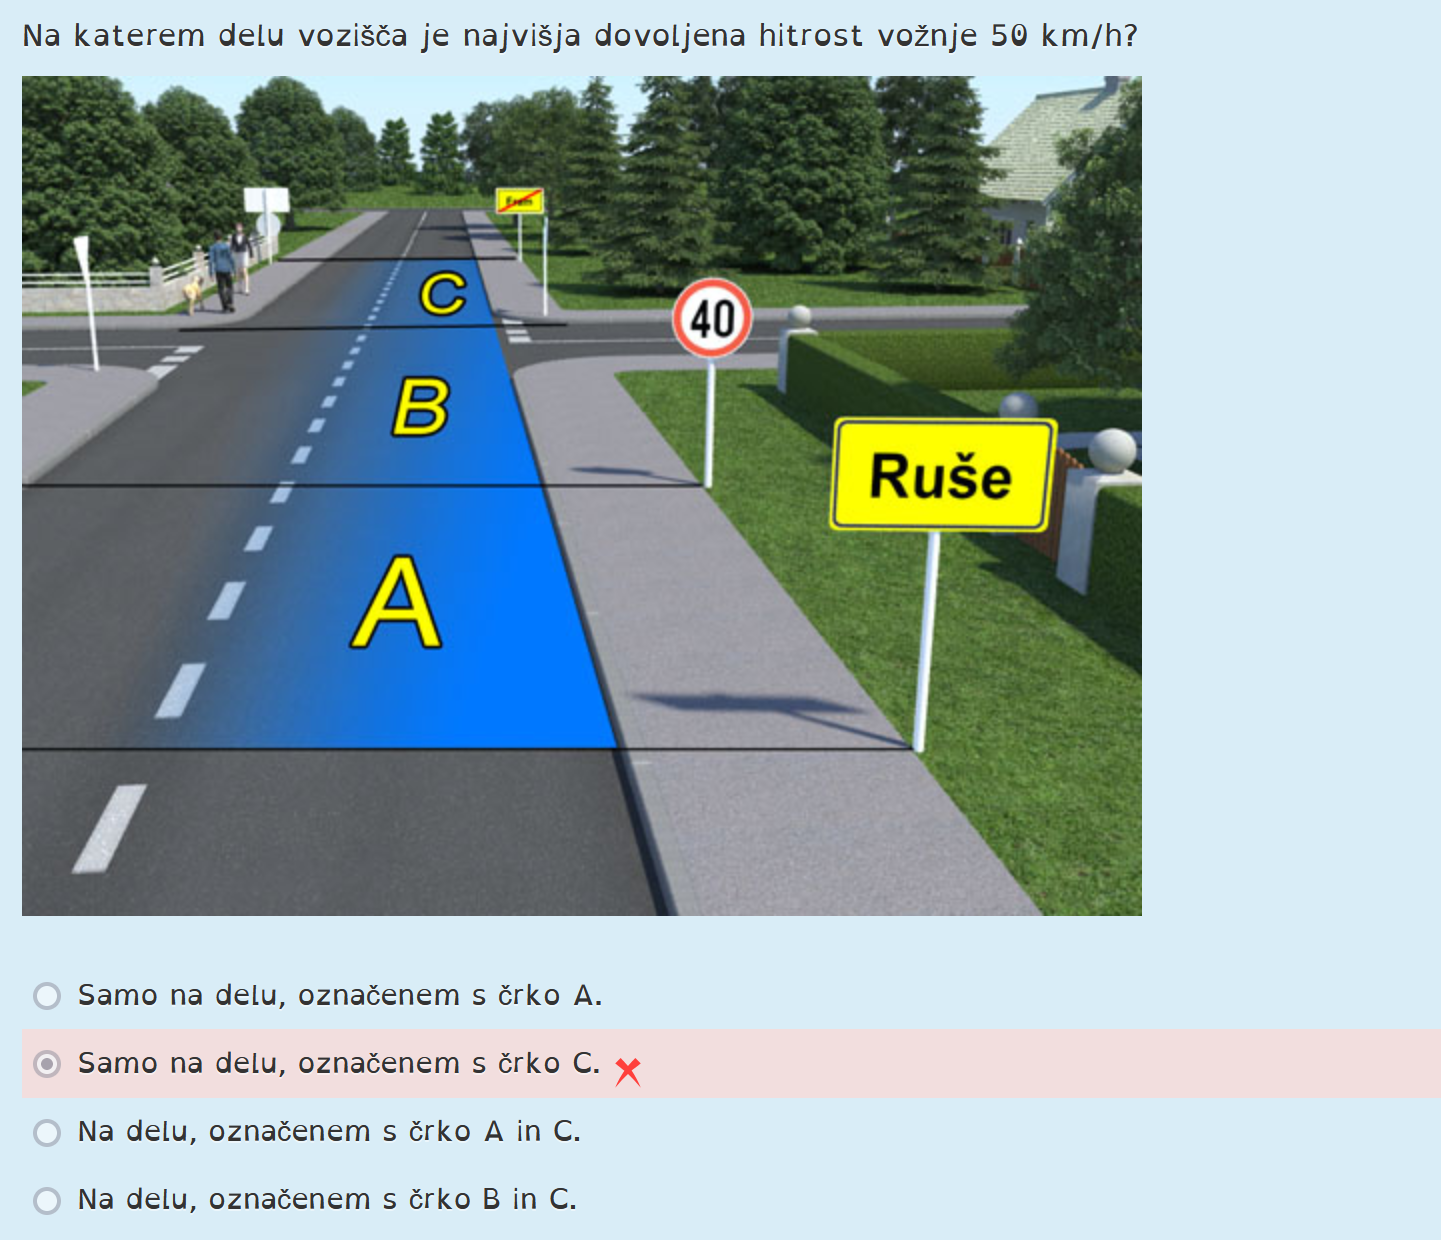 Na katerem delu vozišča je najvišja dovoljena hitrost vožnje 50 km/h?
Fram
C
40
B
Ruše
A
Samo na delu, označenem s črko A.
Samo na delu, označenem s črko C.
Na delu, označenem s črko A in C.
Na delu, označenem s črko B in C.